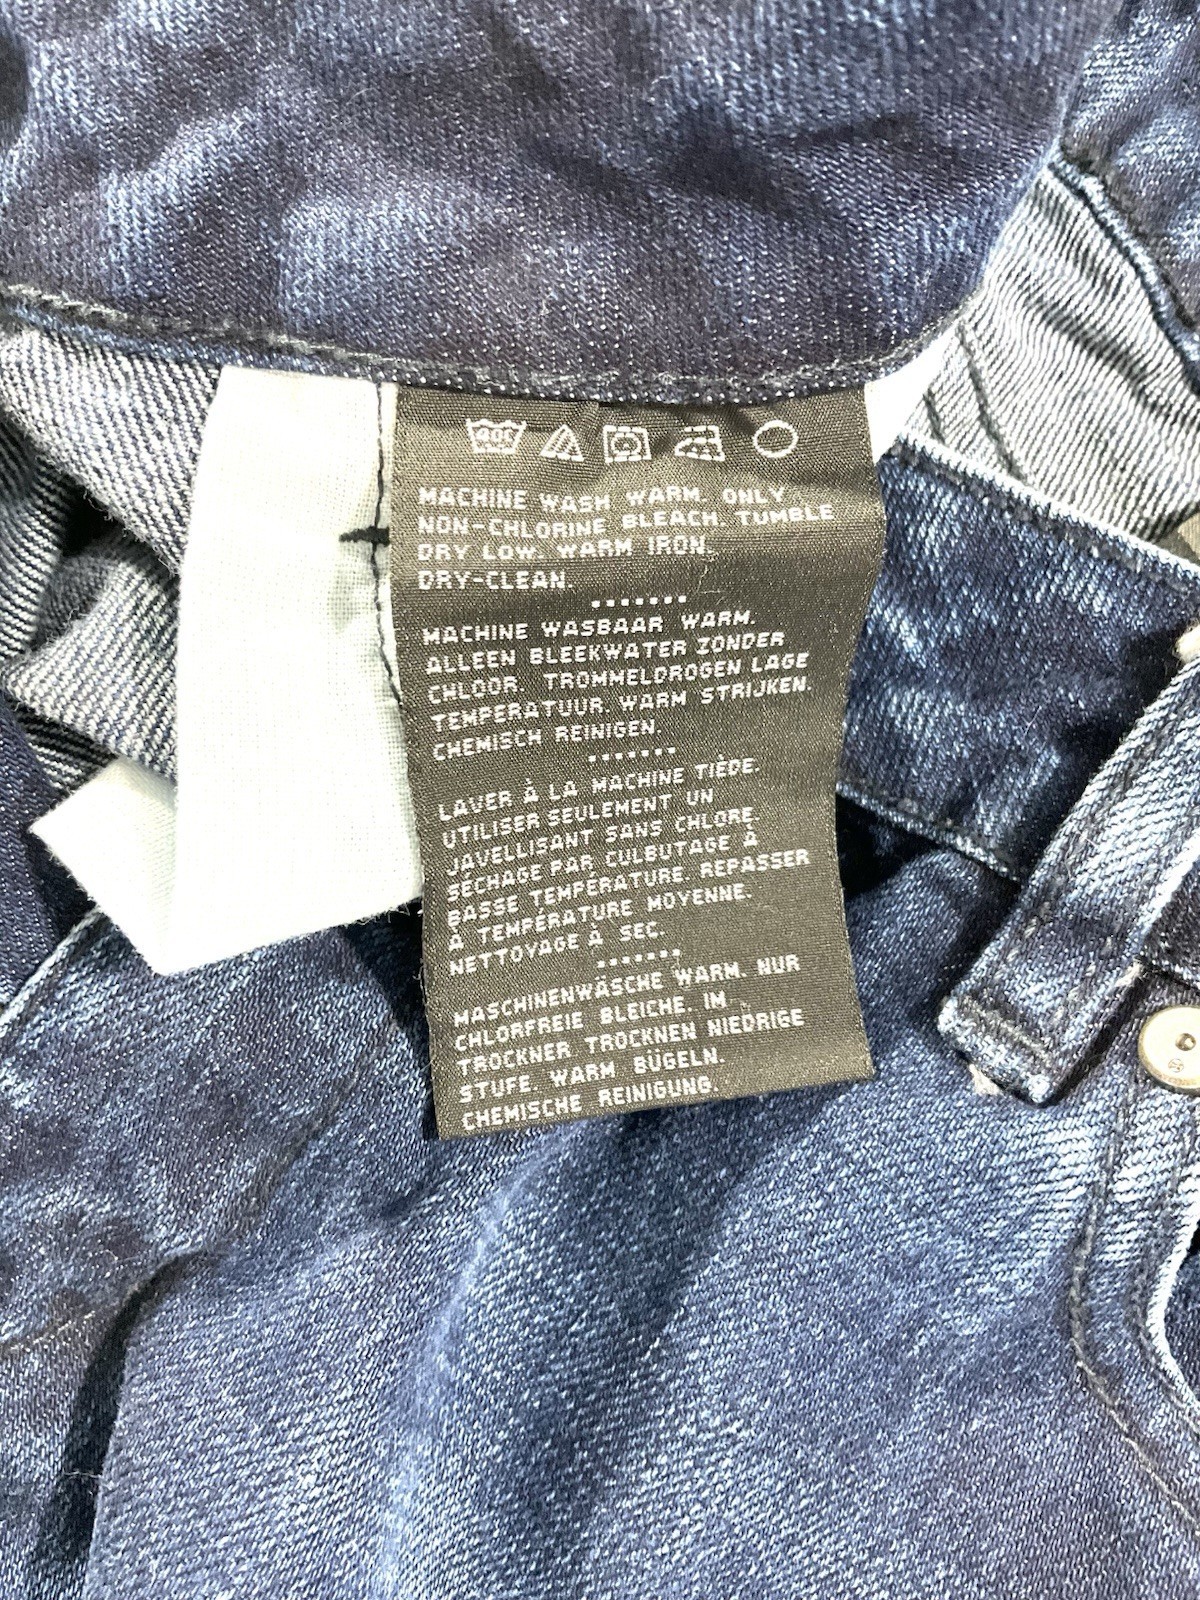 40C
MACHINE WASH WARM. ONLY
NON-CHLORINE BLEACH. TUMBLE
DRY LOW. WARM IRON.
DRY-CLEAN.
MACHINE WASBAAR WARM.
ALLEEN BLEEKWATER ZONDER
CHLOOR. TROMMELDROGEN LAGE
TEMPERATUUR. WARM STRIJKEN.
CHEMISCH REINIGEN.
LAVER À LA MACHINE TIÈDE.
UTILISER SEULEMENT UN
JAVELLISANT SANS CHLORE.
SÉCHAGE PAR CULBUTAGE À
BASSE TEMPÉRATURE. REPASSER
À TEMPÉRATURE MOYENNE.
NETTOYAGE À SEC.
MASCHINENWÄSCHE WARM. NUR
CHLORFREIE BLEICHE. IM
TROCKNER TROCKNEN NIEDRIGE
STUFE. WARM BÜGELN.
CHEMISCHE REINIGUNG.